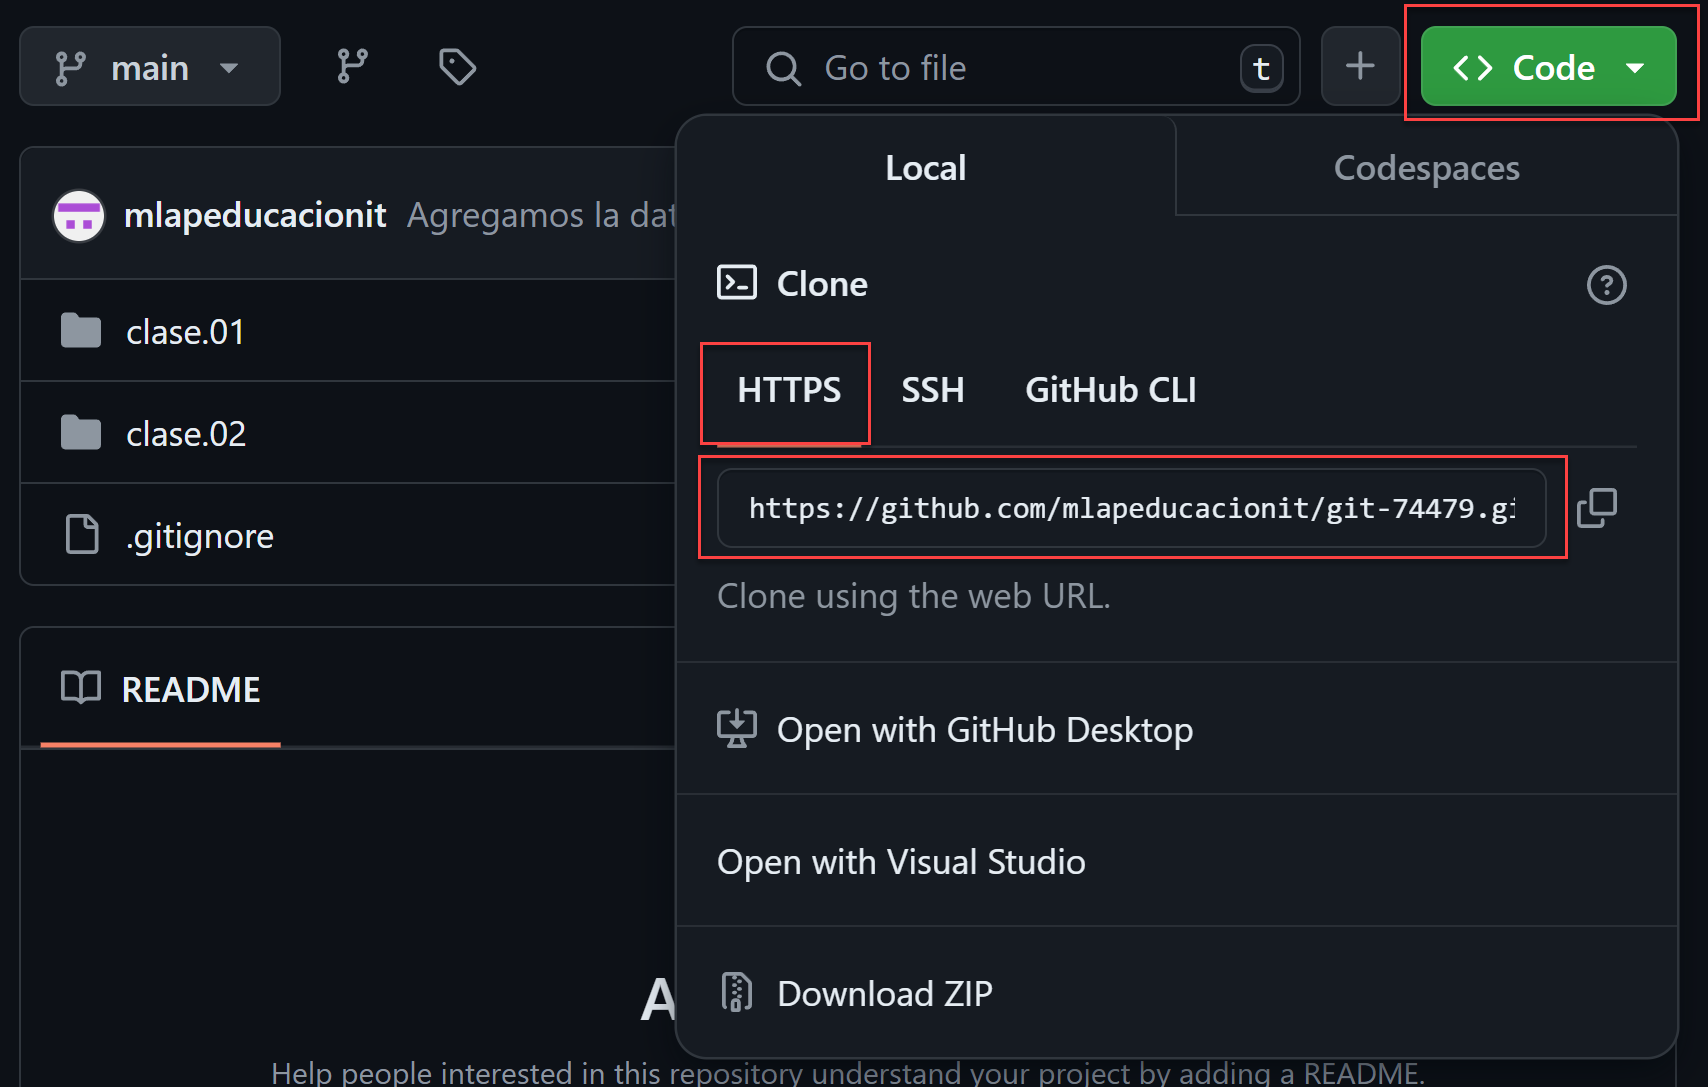 main
Go to file
t
Code
Local
Codespaces
mlapeducacionit Agregamos la dat
Clone
clase.01
HTTPS
SSH
GitHub CLI
clase.02
https://github.com/mlapeducacionit/git-74479.gi
.gitignore
Clone using the web URL.
README
Open with GitHub Desktop
Open with Visual Studio
Download ZIP
A
Help people interested in this repository understand your project by adding a README.